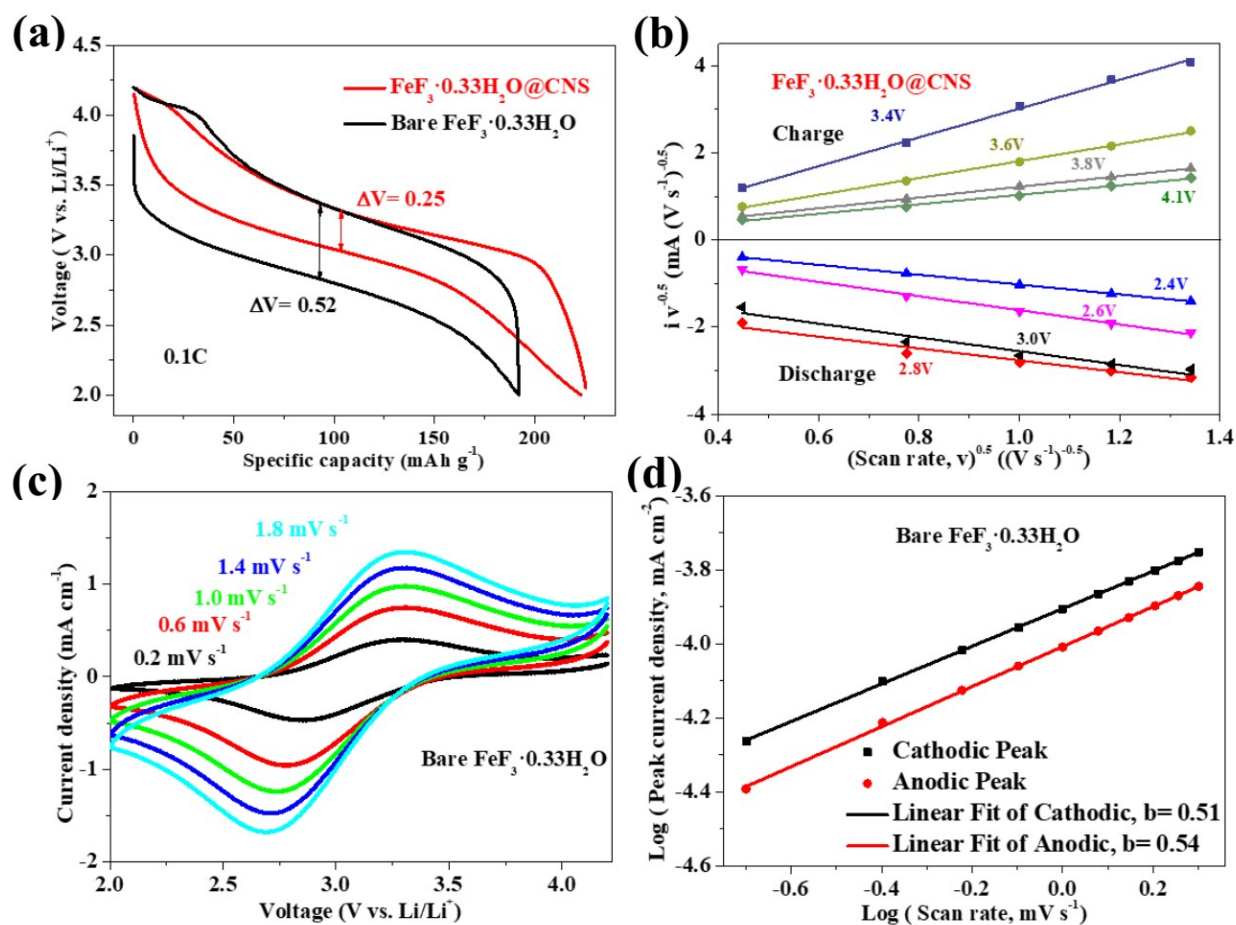 (a)
4.5
4.0
3.5
3.0
2.5
2.0
Voltage ( V vs. Li/Li⁺)
FeF₃·0.33H₂O@CNS
Bare FeF₃·0.33H₂O
ΔV= 0.25
ΔV= 0.52
0.1C
0 50 100 150 200
Specific capacity (mAh g⁻¹)
(b)
4
2
0
-2
-4
i v⁻⁰·⁵ (mA (V s⁻¹)⁻⁰·⁵)
FeF₃·0.33H₂O@CNS
Charge
3.4V
3.6V
3.8V
4.1V
2.4V
2.6V
3.0V
2.8V
Discharge
0.4 0.6 0.8 1.0 1.2 1.4
(Scan rate, v)⁰·⁵ ((V s⁻¹)⁻⁰·⁵)
(c)
2
1
0
-1
-2
Current density (mA cm⁻¹)
1.8 mV s⁻¹
1.4 mV s⁻¹
1.0 mV s⁻¹
0.6 mV s⁻¹
0.2 mV s⁻¹
Bare FeF₃·0.33H₂O
2.0 2.5 3.0 3.5 4.0
Voltage (V vs. Li/Li⁺)
(d)
-3.6
-3.8
-4.0
-4.2
-4.4
-4.6
Log ( Peak current density, mA cm⁻²)
Bare FeF₃·0.33H₂O
Cathodic Peak
Anodic Peak
Linear Fit of Cathodic, b= 0.51
Linear Fit of Anodic, b= 0.54
-0.6 -0.4 -0.2 0.0 0.2
Log ( Scan rate, mV s⁻¹)